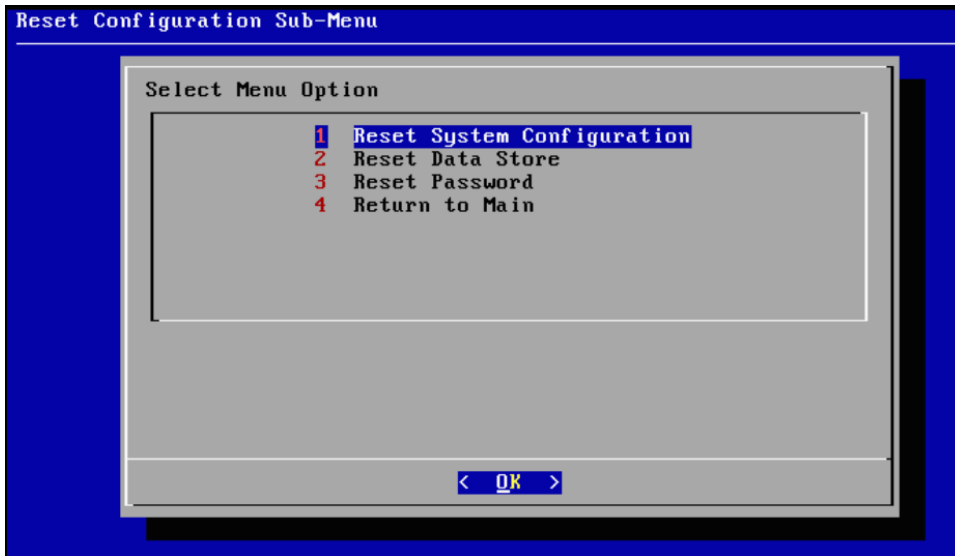 Reset Configuration Sub-Menu
Select Menu Option
1 Reset System Configuration
2 Reset Data Store
3 Reset Password
4 Return to Main
< OK >